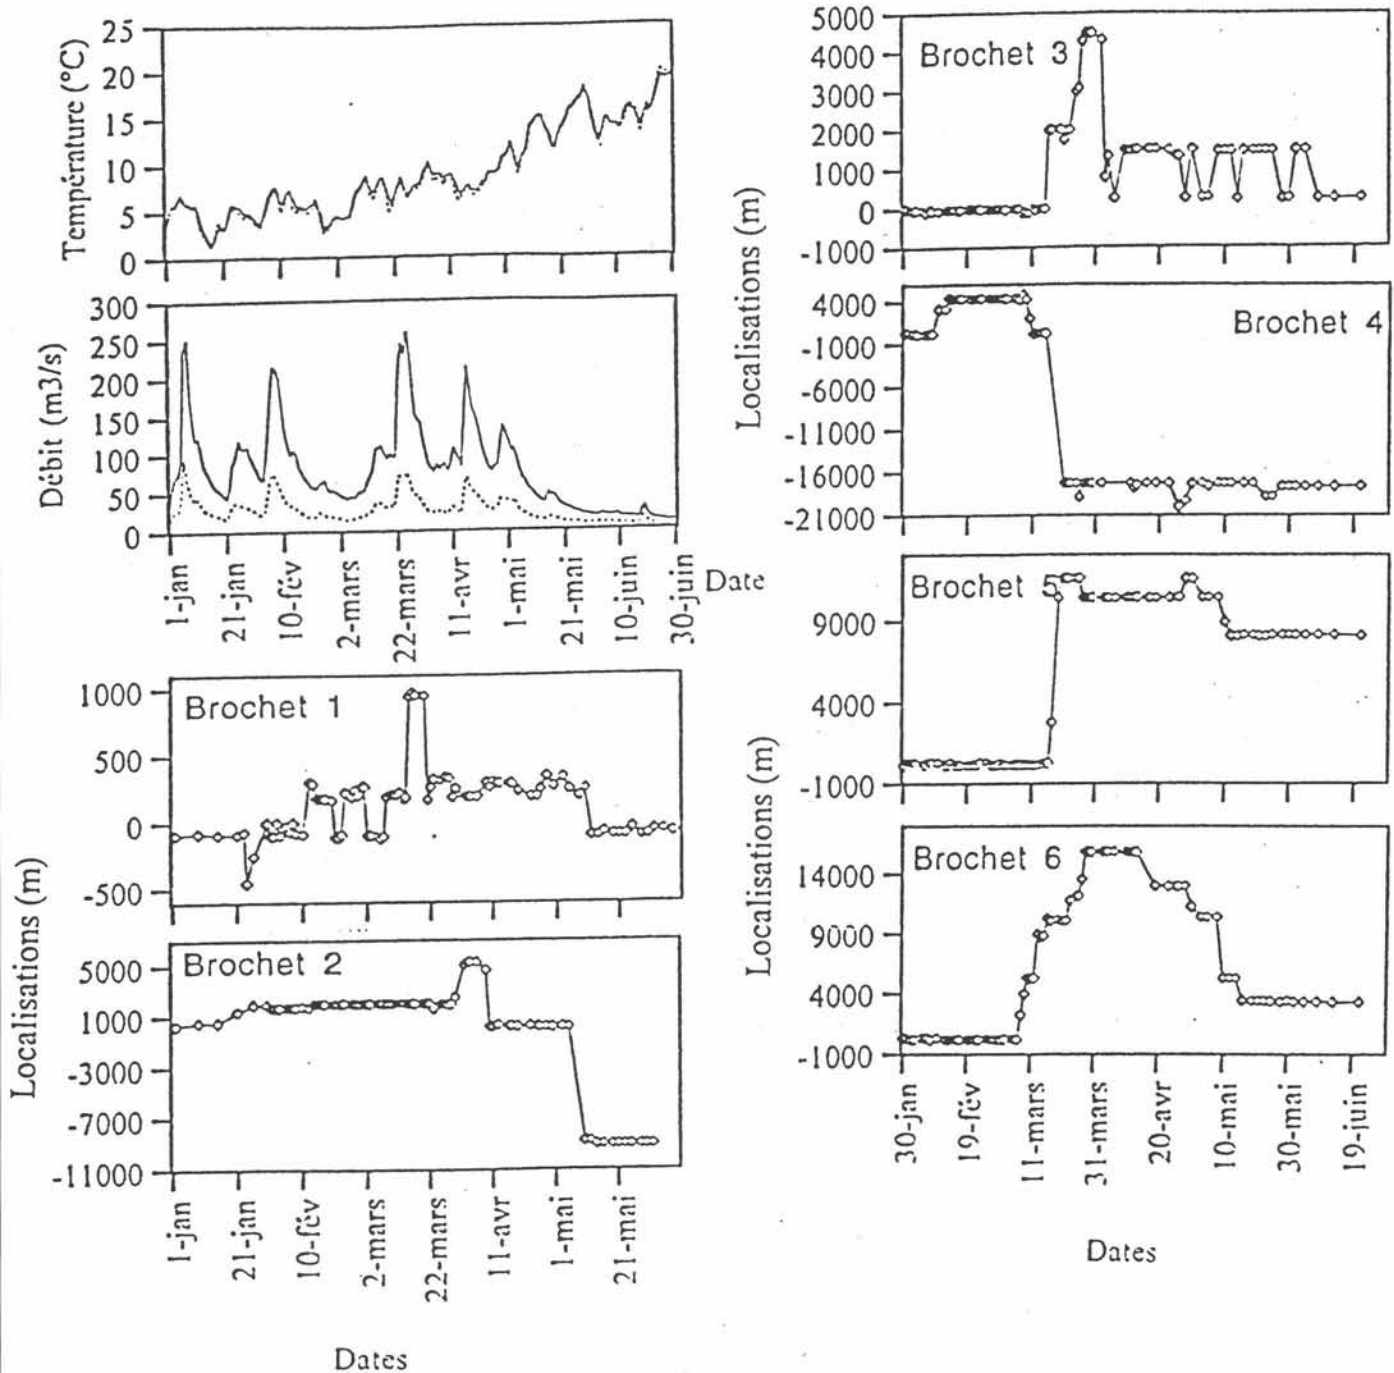 Température (°C)
25
20
15
10
5
0
Débit (m3/s)
300
250
200
150
100
50
0
1-jan
21-jan
10-fév
2-mars
22-mars
11-avr
1-mai
21-mai
10-juin
30-juin
Date
Localisations (m)
Brochet 1
1000
500
0
-500
Brochet 2
5000
1000
-3000
-7000
-11000
1-jan
21-jan
10-fév
2-mars
22-mars
11-avr
1-mai
21-mai
Dates
Localisations (m)
Brochet 3
5000
4000
3000
2000
1000
0
-1000
Brochet 4
4000
-1000
-6000
-11000
-16000
-21000
Localisations (m)
Brochet 5
9000
4000
-1000
Brochet 6
14000
9000
4000
-1000
30-jan
19-fév
11-mars
31-mars
20-avr
10-mai
30-mai
19-juin
Dates